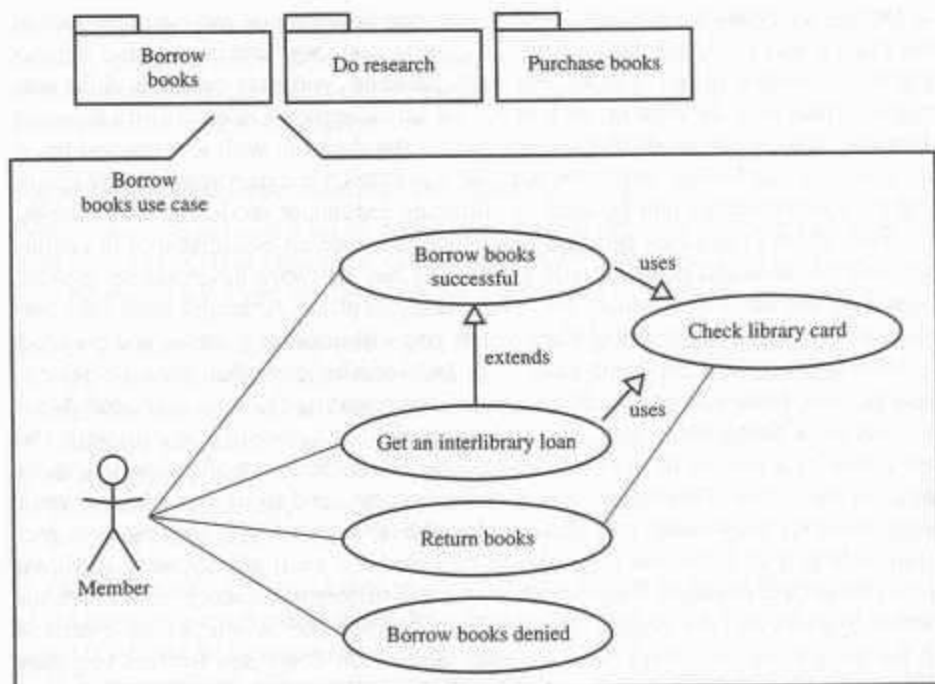 Borrow
books
Do research
Purchase books
Borrow
books use case
Borrow books
successful
uses
Check library card
extends
uses
Get an interlibrary loan
Return books
Member
Borrow books denied